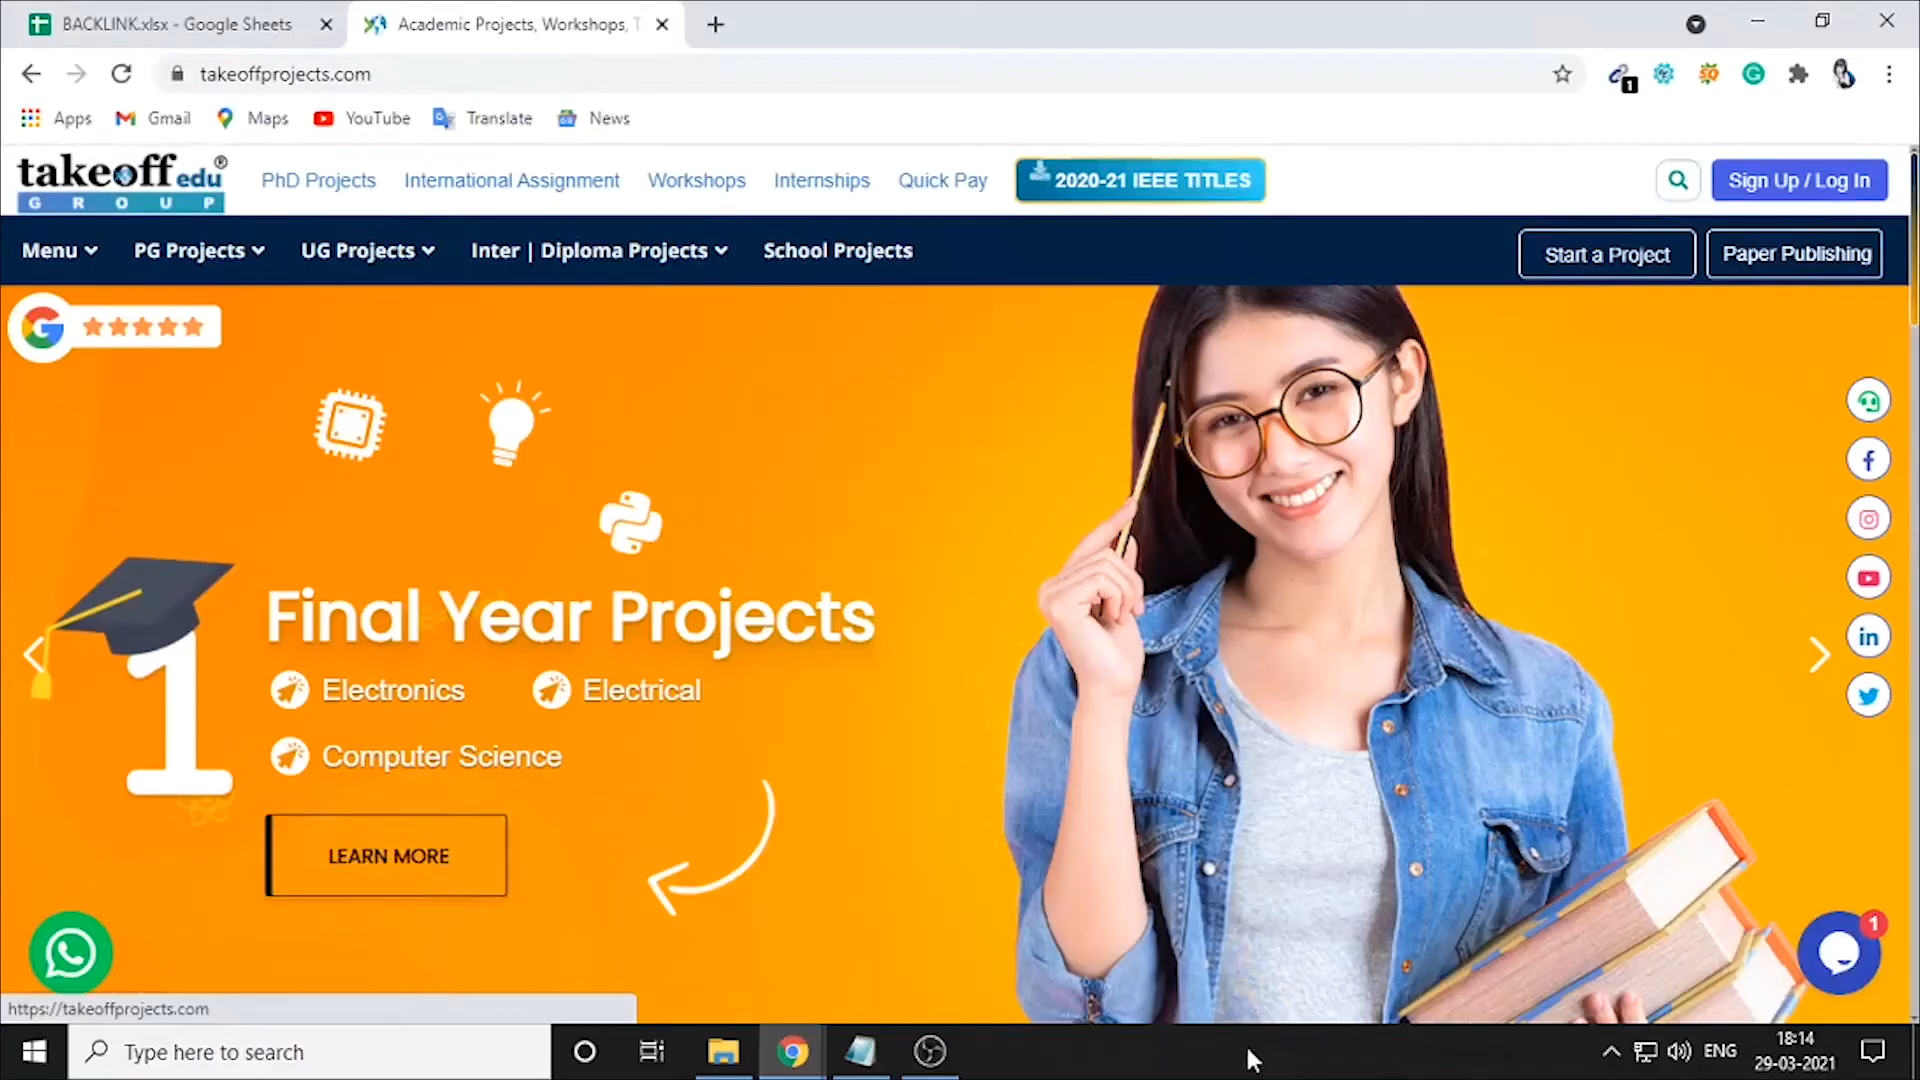 BACKLINK.xlsx - Google Sheets
Academic Projects, Workshops, T
takeoffprojects.com
1
Apps
Gmail
Maps
YouTube
Translate
News
takeoff edu ®
GROUP
PhD Projects
International Assignment
Workshops
Internships
Quick Pay
2020-21 IEEE TITLES
Sign Up / Log In
Menu
PG Projects
UG Projects
Inter | Diploma Projects
School Projects
Start a Project
Paper Publishing
1
Final Year Projects
Electronics
Electrical
Computer Science
LEARN MORE
1
https://takeoffprojects.com
Type here to search
ENG
18:14
29-03-2021